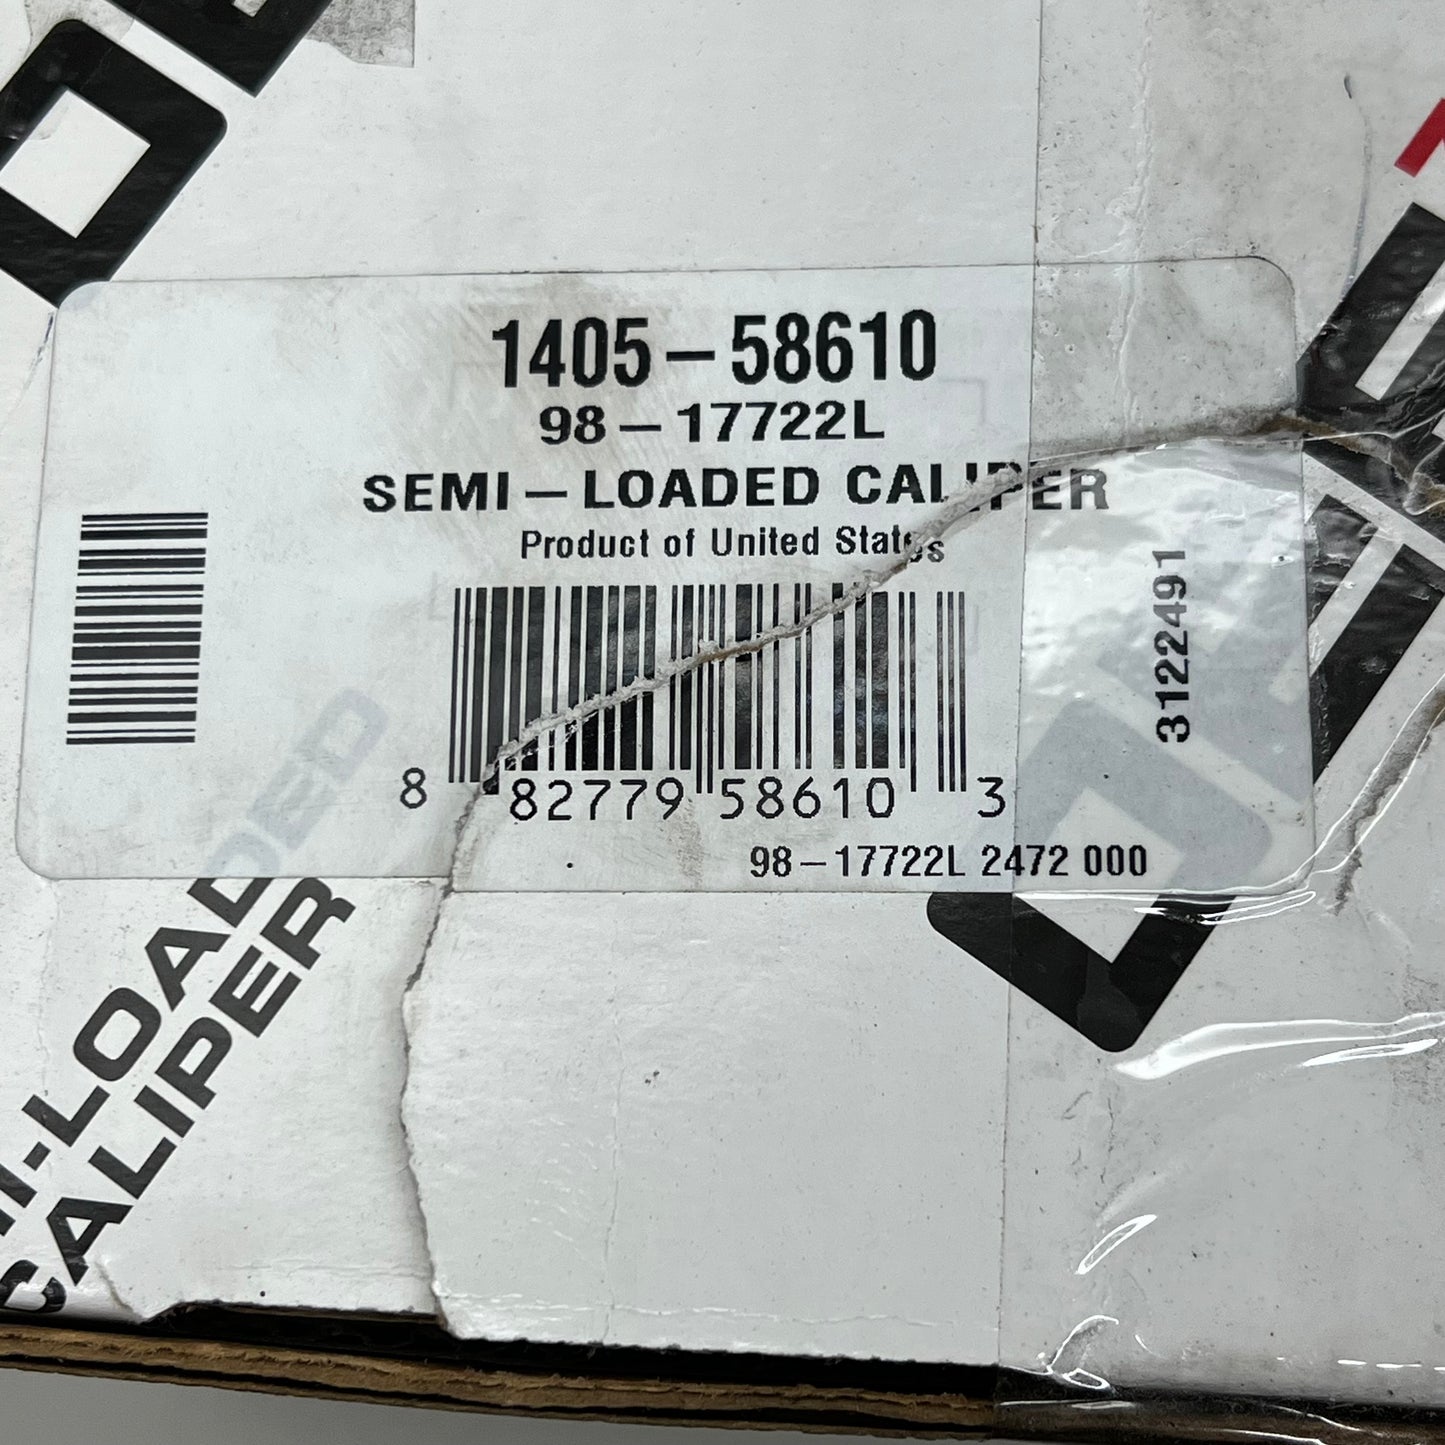 1405-58610
98-17722L
SEMI-LOADED CALIPER
Product of United States
8 82779 58610 3
98-17722L 2472 000
3122491
I-LOADED
CALIPER